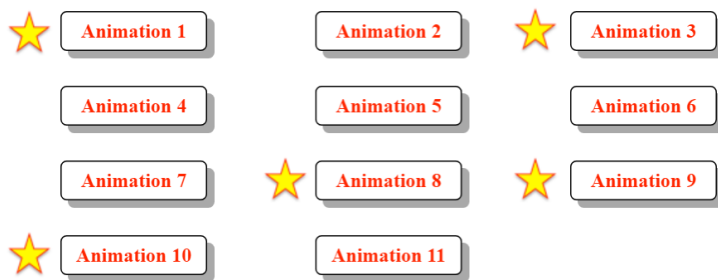 Animation 1
Animation 2
Animation 3
Animation 4
Animation 5
Animation 6
Animation 7
Animation 8
Animation 9
Animation 10
Animation 11